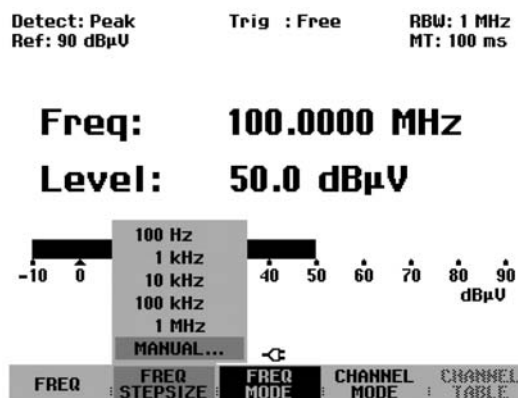 Detect: Peak Trig : Free RBW: 1 MHz
Ref: 90 dBµV MT: 100 ms
Freq: 100.0000 MHz
Level: 50.0 dBµV
100 Hz
1 kHz
10 kHz
100 kHz
1 MHz
MANUAL...
-10 0 40 50 60 70 80 90
dBµV
FREQ FREQ STEPSIZE FREQ MODE CHANNEL MODE CHANNEL TABLE